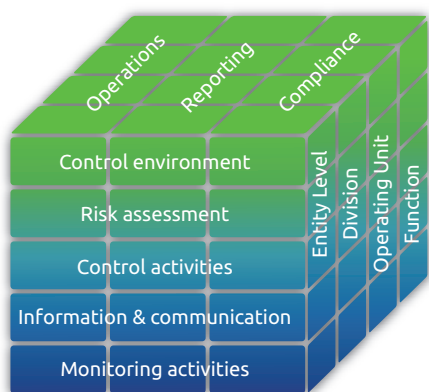 Operations
Reporting
Compliance
Control environment
Risk assessment
Control activities
Information & communication
Monitoring activities
Entity Level
Division
Operating Unit
Function